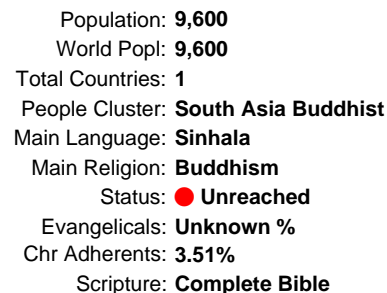 Population: 9,600
World Popl: 9,600
Total Countries: 1
People Cluster: South Asia Buddhist
Main Language: Sinhala
Main Religion: Buddhism
Status: Unreached
Evangelicals: Unknown %
Chr Adherents: 3.51%
Scripture: Complete Bible